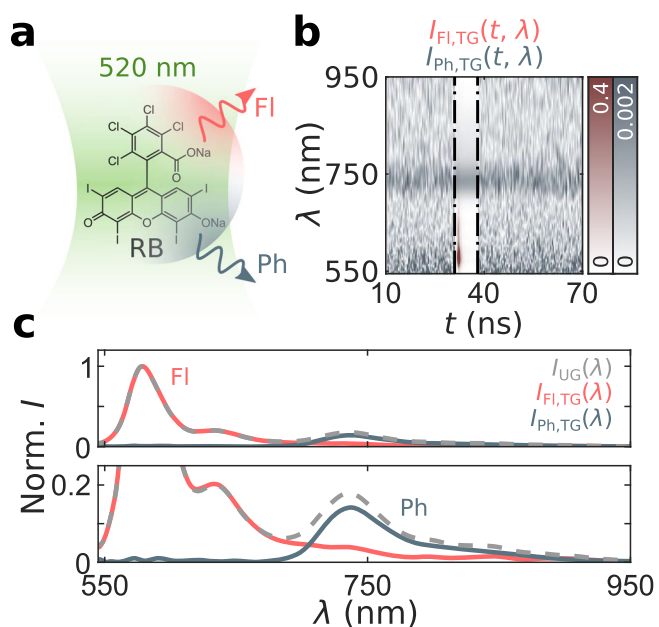 a
520 nm
Fl
Cl
Cl
Cl
Cl
ONa
O
I
I
O
O
ONa
I
I
RB
Ph
b
I_Fl,TG(t, λ)
I_Ph,TG(t, λ)
950
750
550
λ (nm)
10
40
70
t (ns)
0.4
0
0.002
0
c
1
0
Fl
I_UG(λ)
I_Fl,TG(λ)
I_Ph,TG(λ)
Norm. I
0.2
0
Ph
550
750
950
λ (nm)